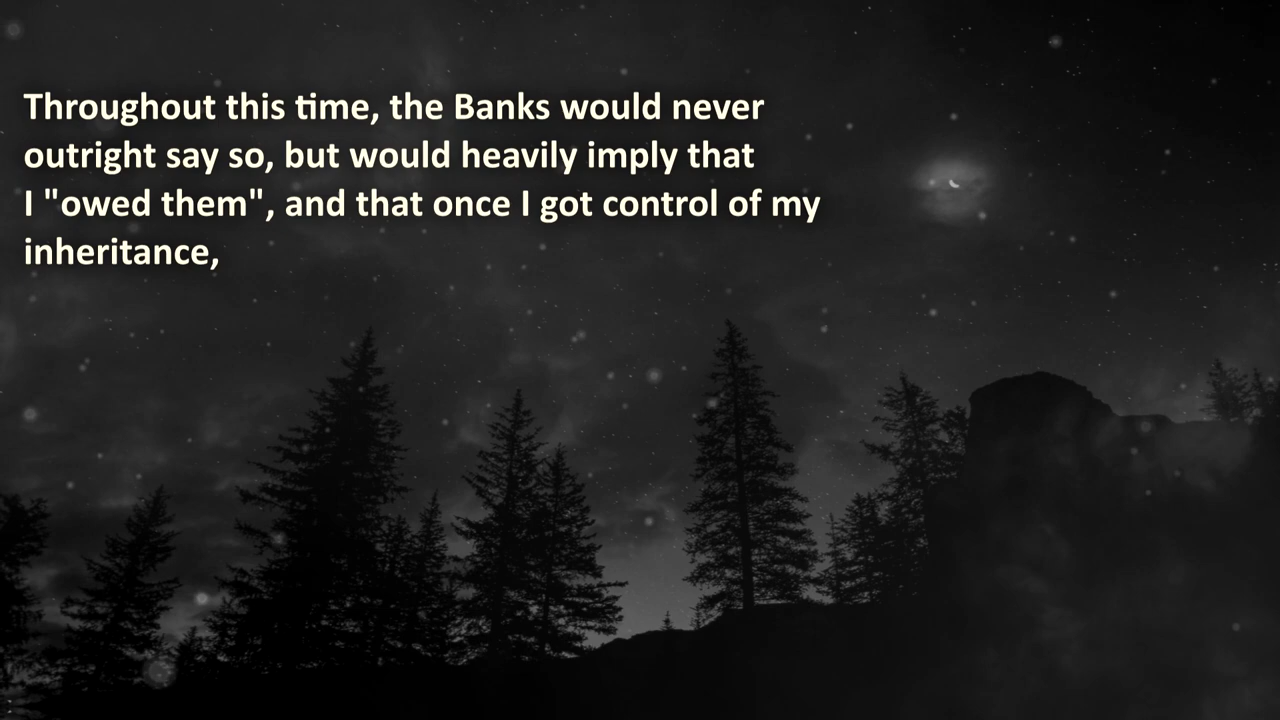 Throughout this time, the Banks would never
outright say so, but would heavily imply that
I "owed them", and that once I got control of my
inheritance,